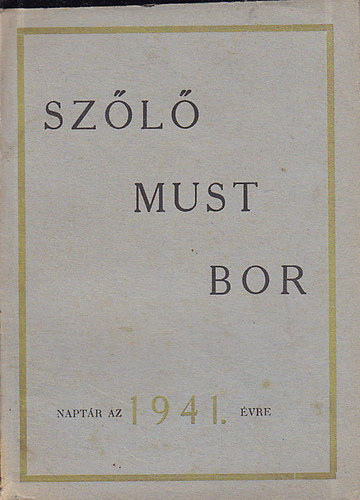 SZŐLŐ
MUST
BOR
NAPTÁR AZ 1941. ÉVRE